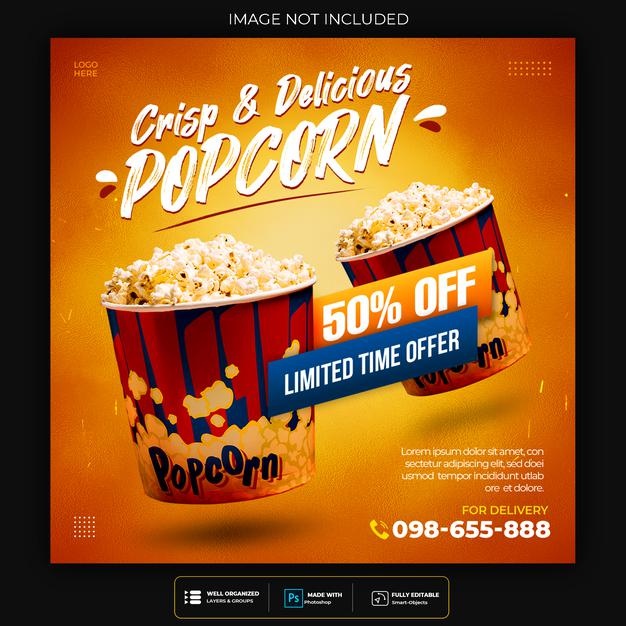 IMAGE NOT INCLUDED
LOGO
HERE
Crisp & Delicious
POPCORN
50% OFF
LIMITED TIME OFFER
Popcorn
Popcorn
Lorem ipsum dolor sit amet, con
sectetur adipiscing elit, sed do
usmod tempor incididunt utlab
ore et dolore.
FOR DELIVERY
098-655-888
WELL ORGANIZED
LAYERS & GROUPS
Ps
MADE WITH
Photoshop
FULLY EDITABLE
Smart-Objects